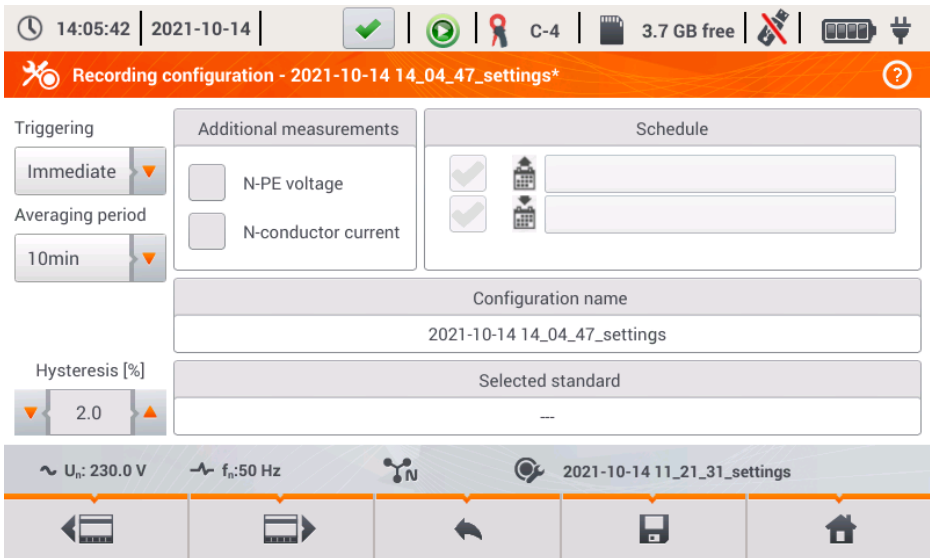 14:05:42 2021-10-14 C-4 3.7 GB free
Recording configuration - 2021-10-14 14_04_47_settings* ?
Triggering
Immediate
Averaging period
10min
Hysteresis [%]
2.0
Additional measurements
N-PE voltage
N-conductor current
Schedule
Configuration name
2021-10-14 14_04_47_settings
Selected standard
---
Un: 230.0 V fn:50 Hz N 2021-10-14 11_21_31_settings